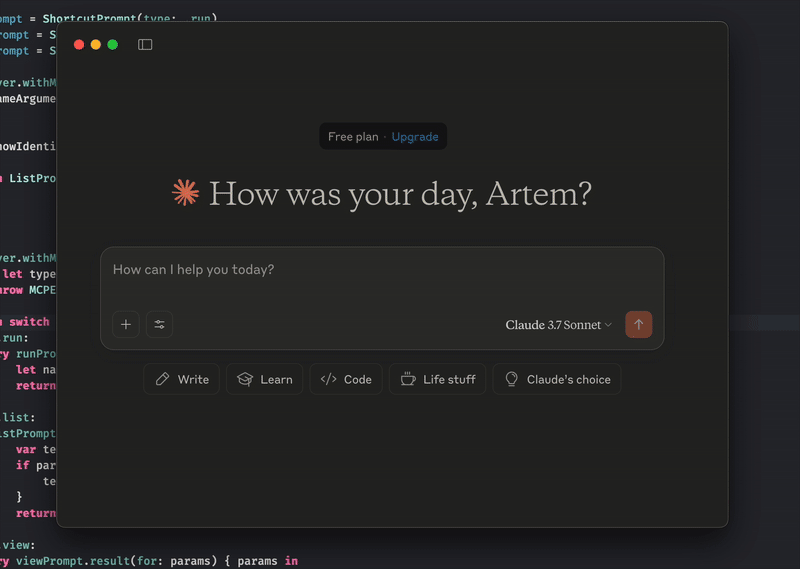 mpt = ShortcutPrompt(type: .run)
rompt = S
rompt = S
ver.withM
ameArgume
howIdenti
n ListPro
ver.withM
let type
hrow MCPE
n switch
.run:
ry runPro
let na
return
.list:
istPrompt
var te
if par
te
}
return
.view:
ry viewPrompt.result(for: params) { params in
Free plan · Upgrade
How was your day, Artem?
How can I help you today?
Claude 3.7 Sonnet
Write
Learn
</> Code
Life stuff
Claude's choice